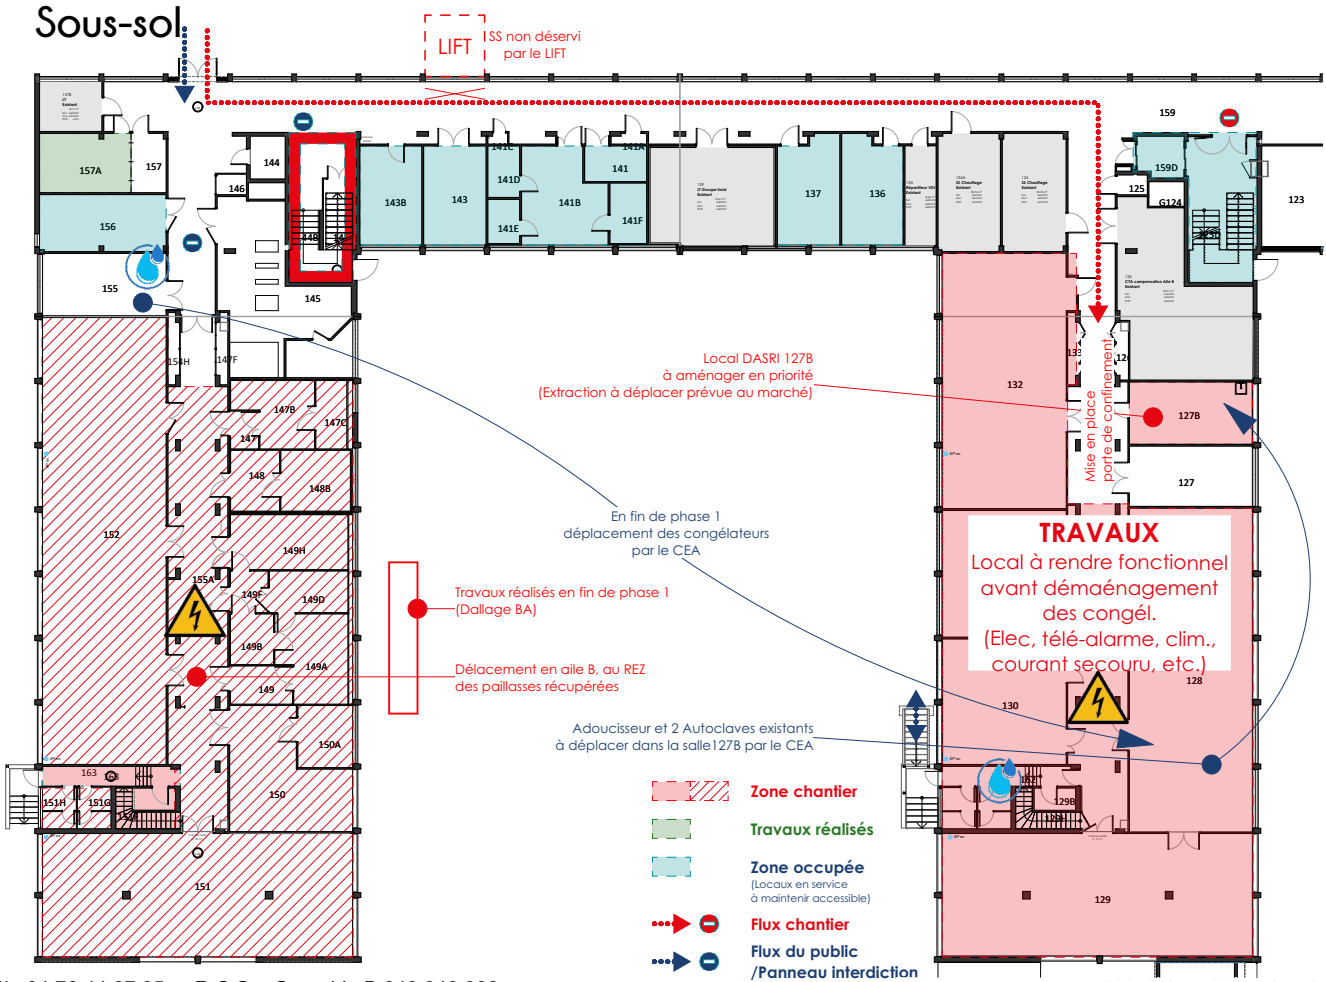 Sous-sol
LIFT
SS non déservi
par le LIFT
159
157A
157
144
146
156
155
145
143B
143
141C
141D
141E
141B
141A
141
141F
137
136
159D
125
G124
123
154H
147F
147B
147C
147
148
148B
152
149H
155A
149F
149D
149B
149A
149
150A
150
163
151H
151G
151
132
127B
127
128
130
129B
129
Local DASRI 127B
à aménager en priorité
(Extraction à déplacer prévue au marché)
Mise en place
porte de confinement
En fin de phase 1
déplacement des congélateurs
par le CEA
TRAVAUX
Local à rendre fonctionnel
avant démaénagement
des congél.
(Elec, télé-alarme, clim.,
courant secouru, etc.)
Travaux réalisés en fin de phase 1
(Dallage BA)
Délacement en aile B, au REZ
des paillasses récupérées
Adoucisseur et 2 Autoclaves existants
à déplacer dans la salle127B par le CEA
Zone chantier
Travaux réalisés
Zone occupée
(Locaux en service
à maintenir accessible)
Flux chantier
Flux du public
/Panneau interdiction